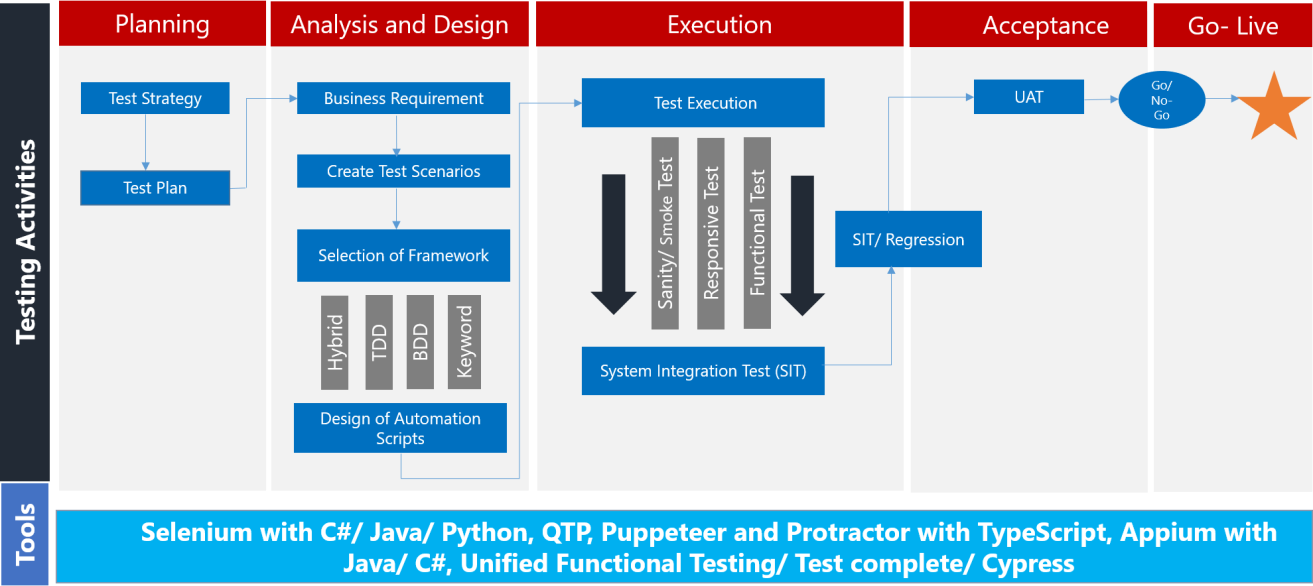 Planning
Analysis and Design
Execution
Acceptance
Go- Live
Testing Activities
Test Strategy
Test Plan
Business Requirement
Create Test Scenarios
Selection of Framework
Hybrid
TDD
BDD
Keyword
Design of Automation
Scripts
Test Execution
Sanity/ Smoke Test
Responsive Test
Functional Test
System Integration Test (SIT)
SIT/ Regression
UAT
Go/
No-
Go
Tools
Selenium with C#/ Java/ Python, QTP, Puppeteer and Protractor with TypeScript, Appium with
Java/ C#, Unified Functional Testing/ Test complete/ Cypress